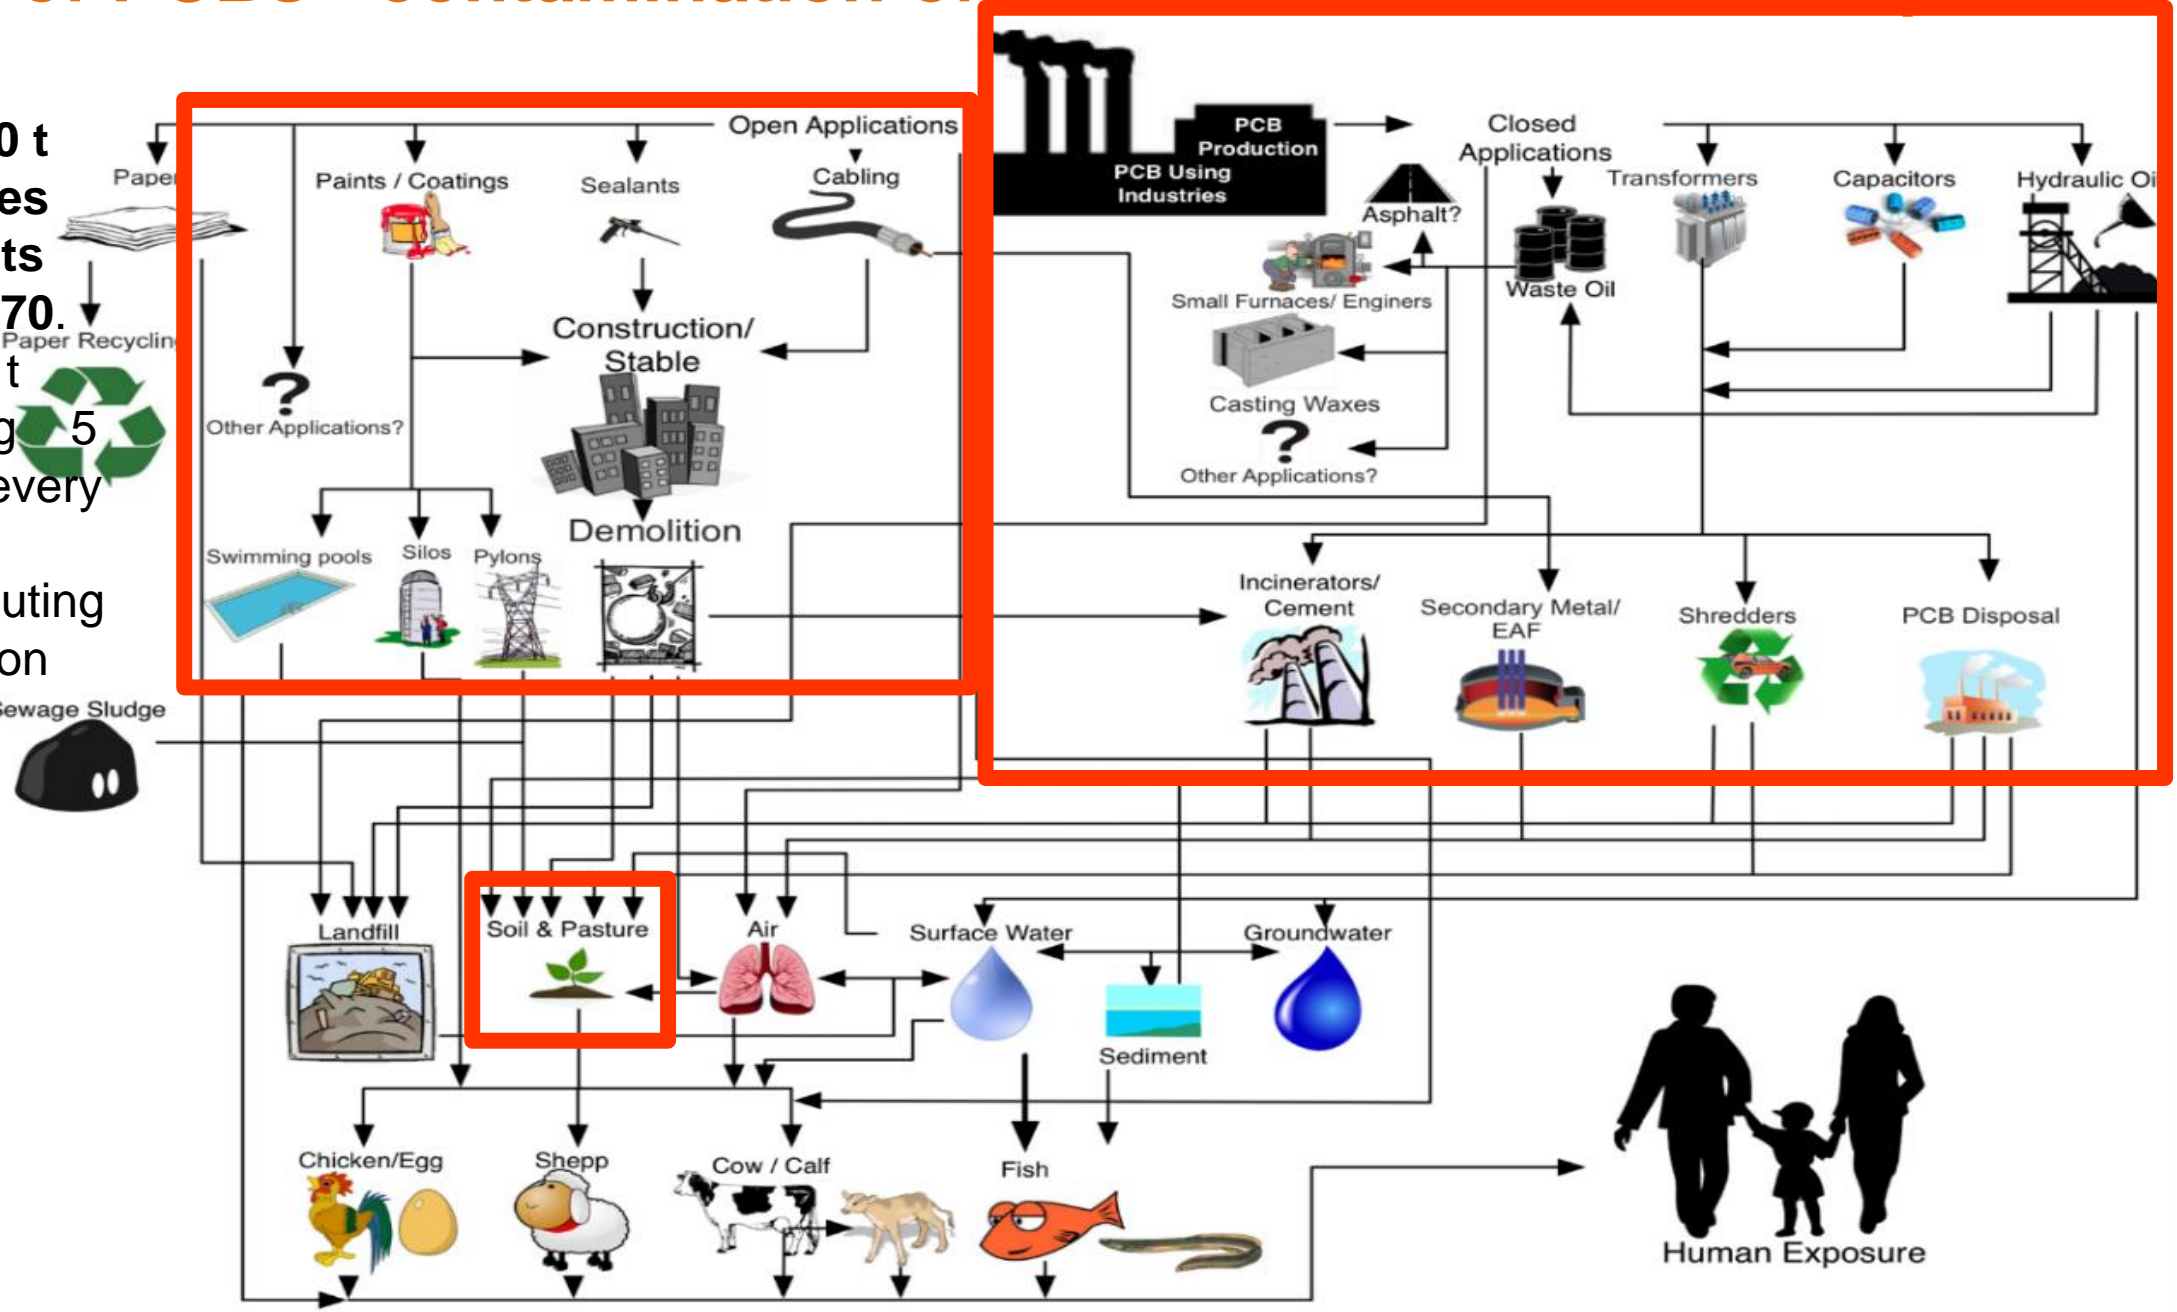 0 t
es
ts
70.
t
5
every
uting
on
Open Applications
Paper
Paints / Coatings
Sealants
Cabling
Paper Recycling
Construction/
Stable
Other Applications?
Demolition
Swimming pools
Silos
Pylons
Sewage Sludge
PCB
Production
PCB Using
Industries
Closed
Applications
Asphalt?
Transformers
Capacitors
Hydraulic Oi
Small Furnaces/ Enginers
Waste Oil
Casting Waxes
Other Applications?
Incinerators/
Cement
Secondary Metal/
EAF
Shredders
PCB Disposal
Landfill
Soil & Pasture
Air
Surface Water
Groundwater
Sediment
Chicken/Egg
Shepp
Cow / Calf
Fish
Human Exposure